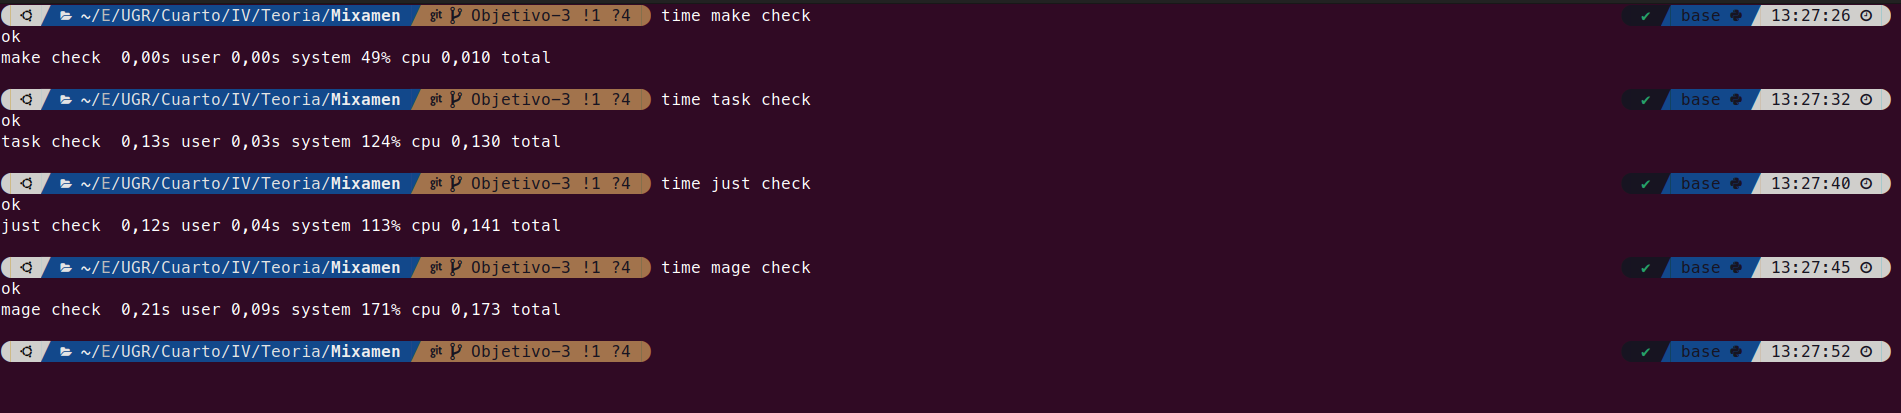 ~/E/UGR/Cuarto/IV/Teoria/Mixamen git Objetivo-3 !1 ?4 time make check ✔ base 13:27:26
ok
make check 0,00s user 0,00s system 49% cpu 0,010 total
~/E/UGR/Cuarto/IV/Teoria/Mixamen git Objetivo-3 !1 ?4 time task check ✔ base 13:27:32
ok
task check 0,13s user 0,03s system 124% cpu 0,130 total
~/E/UGR/Cuarto/IV/Teoria/Mixamen git Objetivo-3 !1 ?4 time just check ✔ base 13:27:40
ok
just check 0,12s user 0,04s system 113% cpu 0,141 total
~/E/UGR/Cuarto/IV/Teoria/Mixamen git Objetivo-3 !1 ?4 time mage check ✔ base 13:27:45
ok
mage check 0,21s user 0,09s system 171% cpu 0,173 total
~/E/UGR/Cuarto/IV/Teoria/Mixamen git Objetivo-3 !1 ?4 ✔ base 13:27:52